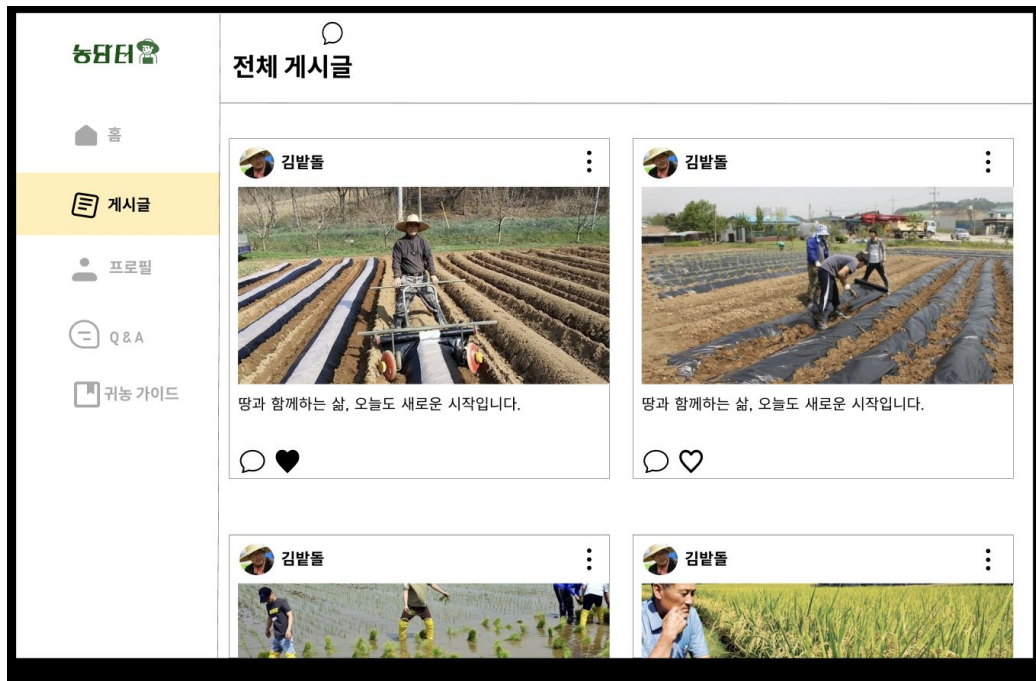 농담터
전체 게시글
홈
게시글
프로필
Q & A
귀농 가이드
김밭돌
땅과 함께하는 삶, 오늘도 새로운 시작입니다.
김밭돌
땅과 함께하는 삶, 오늘도 새로운 시작입니다.
김밭돌
김밭돌